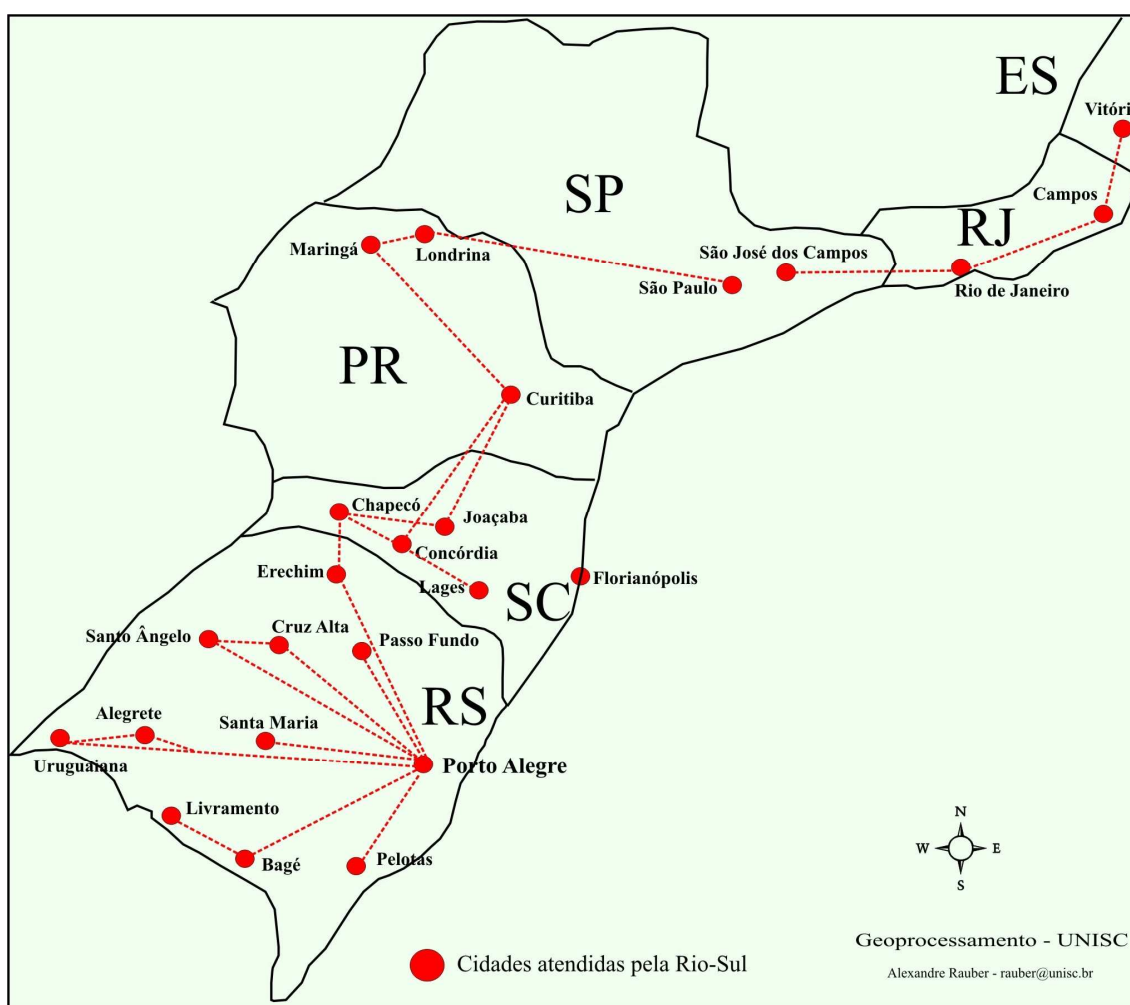 ES
Vitóri
SP
Campos
RJ
Maringá
Londrina
São José dos Campos
São Paulo
Rio de Janeiro
PR
Curitiba
Chapecó
Joaçaba
Concórdia
Erechim
Lages
SC
Florianópolis
Santo Ângelo
Cruz Alta
Passo Fundo
RS
Alegrete
Santa Maria
Uruguaiana
Porto Alegre
Livramento
Bagé
Pelotas
N
W
E
S
Geoprocessamento - UNISC
Cidades atendidas pela Rio-Sul
Alexandre Rauber - rauber@unisc.br